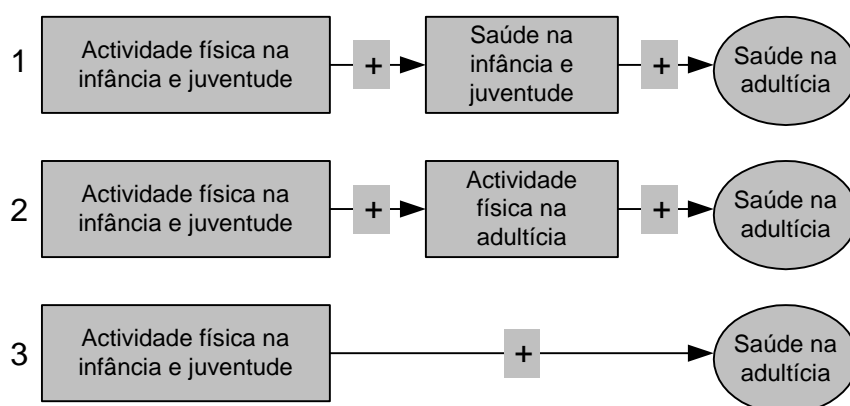 1
Actividade física na
infância e juventude
+
Saúde na
infância e
juventude
+
Saúde na
adultícia
2
Actividade física na
infância e juventude
+
Actividade
física na
adultícia
+
Saúde na
adultícia
3
Actividade física na
infância e juventude
+
Saúde na
adultícia